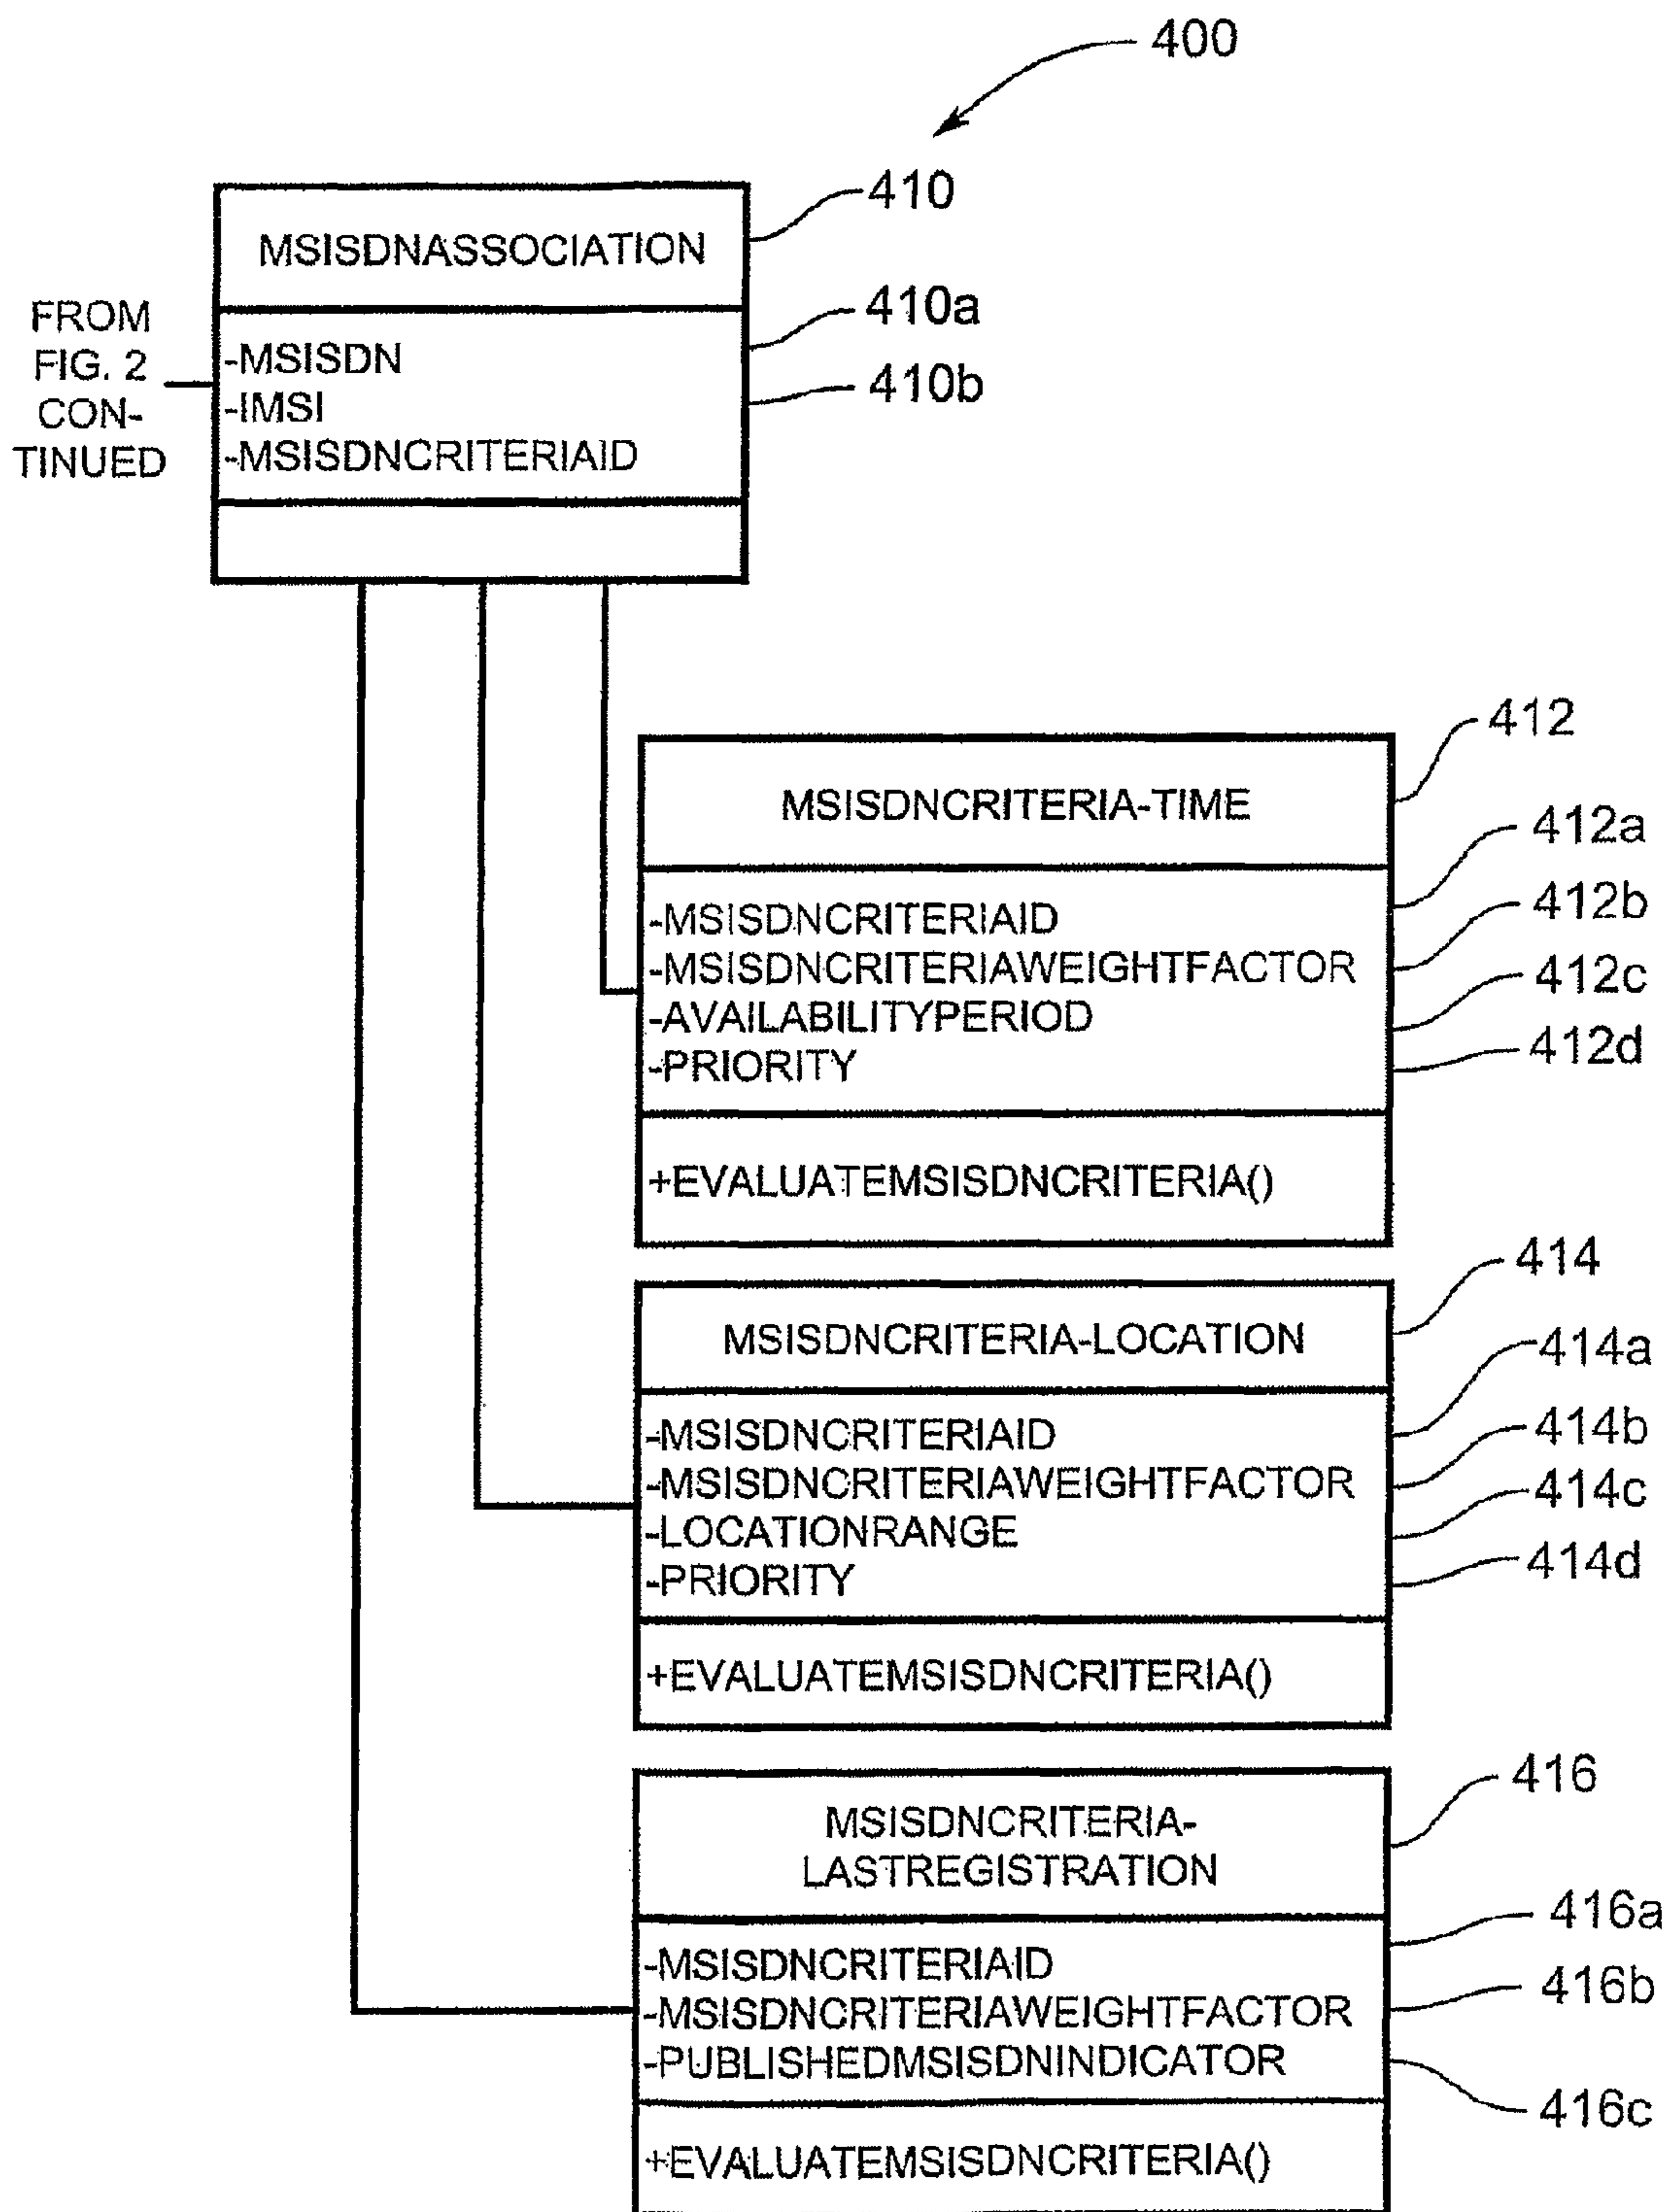 400
410
MSISDNASSOCIATION
410a
FROM
FIG. 2
CON-
TINUED
-MSISDN
410b
-IMSI
-MSISDNCRITERIAID
412
MSISDNCRITERIA-TIME
412a
-MSISDNCRITERIAID
412b
-MSISDNCRITERIAWEIGHTFACTOR
412c
-AVAILABILITYPERIOD
412d
-PRIORITY
+EVALUATEMSISDNCRITERIA()
414
MSISDNCRITERIA-LOCATION
414a
-MSISDNCRITERIAID
414b
-MSISDNCRITERIAWEIGHTFACTOR
414c
-LOCATIONRANGE
414d
-PRIORITY
+EVALUATEMSISDNCRITERIA()
416
MSISDNCRITERIA-
LASTREGISTRATION
416a
-MSISDNCRITERIAID
416b
-MSISDNCRITERIAWEIGHTFACTOR
-PUBLISHEDMSISDNINDICATOR
416c
+EVALUATEMSISDNCRITERIA()